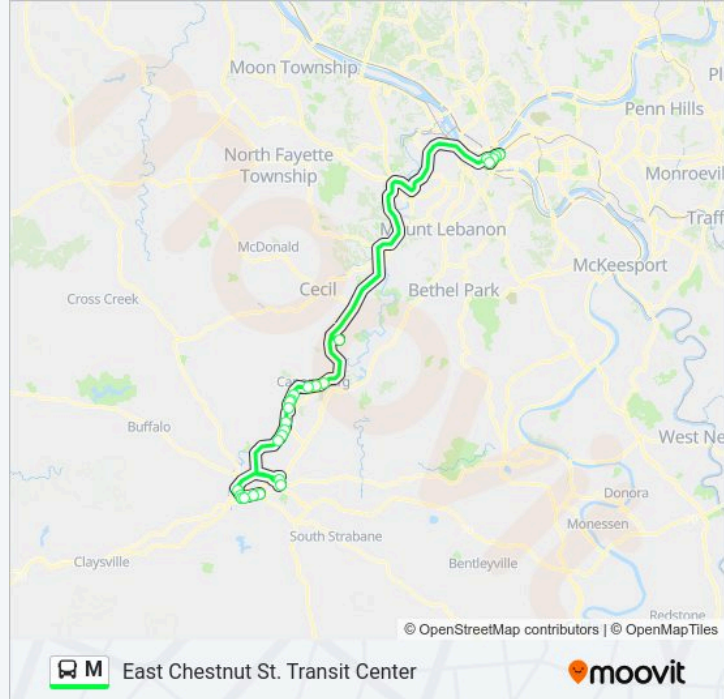 Moon Township
Pl
Penn Hills
North Fayette
Township
Monroevil
Traff
Mount Lebanon
McDonald
McKeesport
Cecil
Bethel Park
Cross Creek
Buffalo
West Ne
Donora
South Strabane
Monessen
Claysville
Bentleyville
Redstone
© OpenStreetMap contributors | © OpenMapTiles
M East Chestnut St. Transit Center
moovit